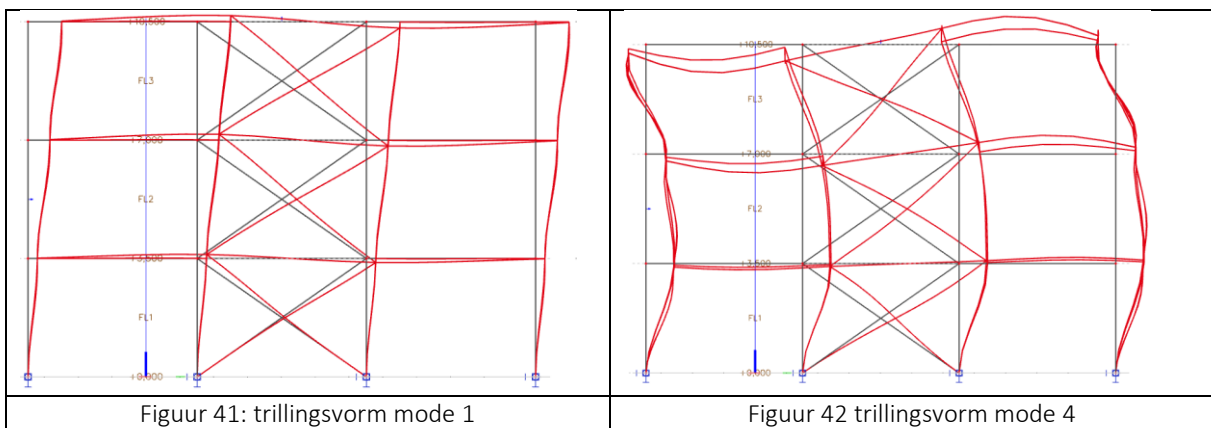 +10,500
FL3
+7,000
FL2
+3,500
FL1
+0,000
Figuur 41: trillingsvorm mode 1
+10,500
FL3
+7,000
FL2
+3,500
FL1
+0,000
Figuur 42 trillingsvorm mode 4